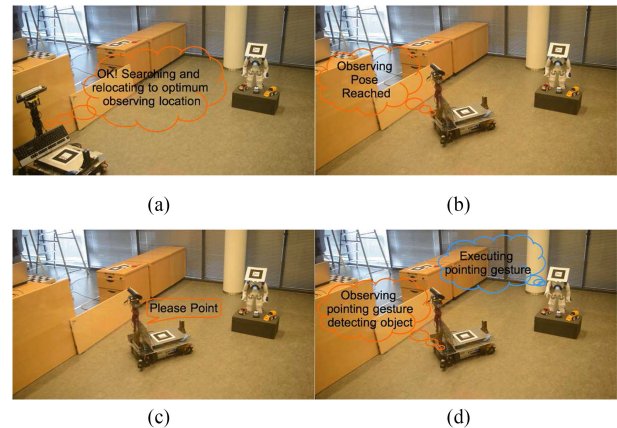 OK! Searching and
relocating to optimum
observing location
Observing
Pose
Reached
(a)
(b)
Please Point
Executing
pointing gesture
Observing
pointing gesture
detecting object
(c)
(d)